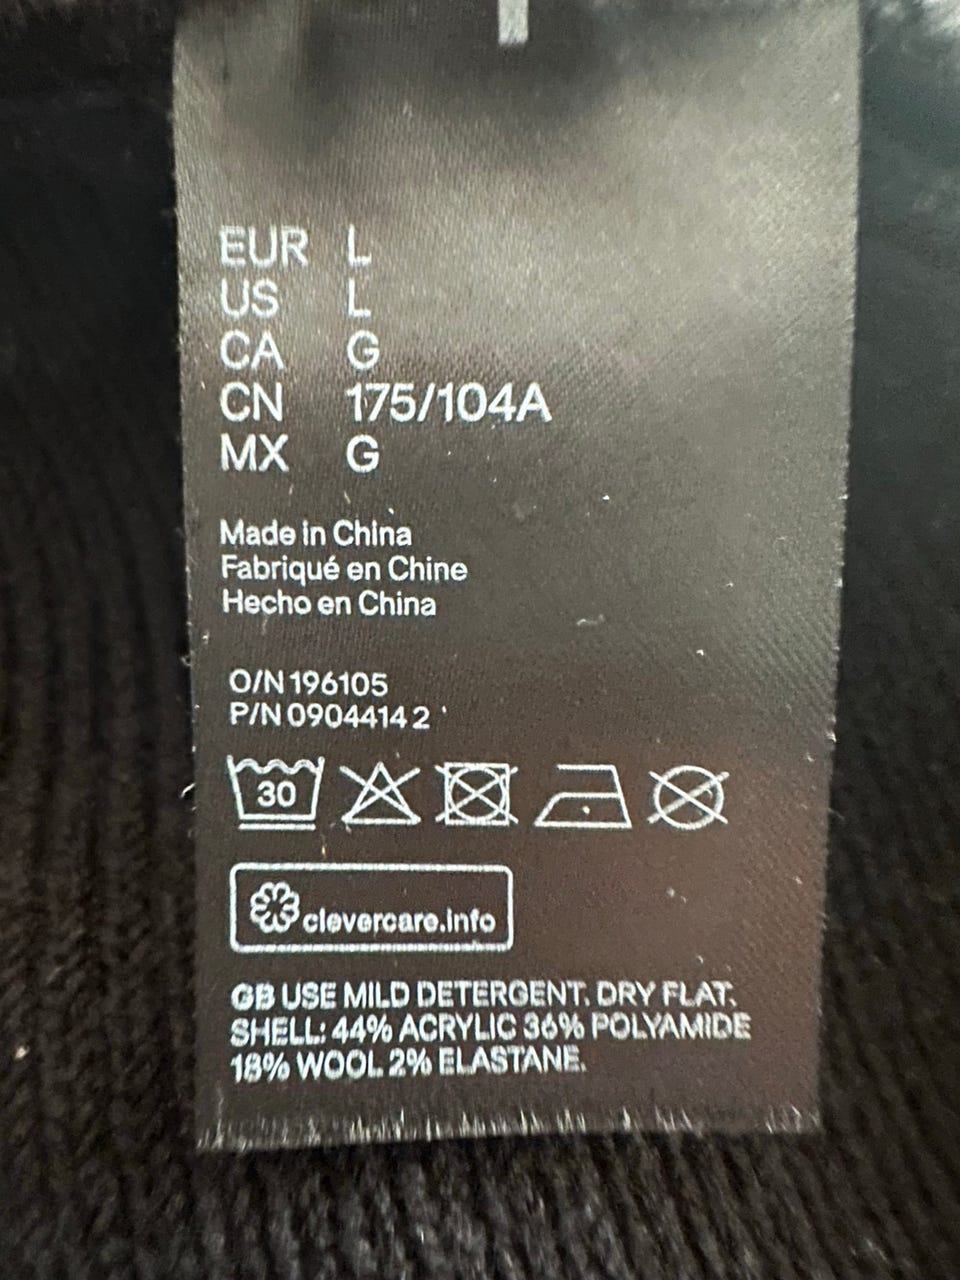 EUR L
US L
CA G
CN 175/104A
MX G
Made in China
Fabriqué en Chine
Hecho en China
O/N 196105
P/N 0904414 2
30
clevercare.info
GB USE MILD DETERGENT. DRY FLAT.
SHELL: 44% ACRYLIC 36% POLYAMIDE
18% WOOL 2% ELASTANE.